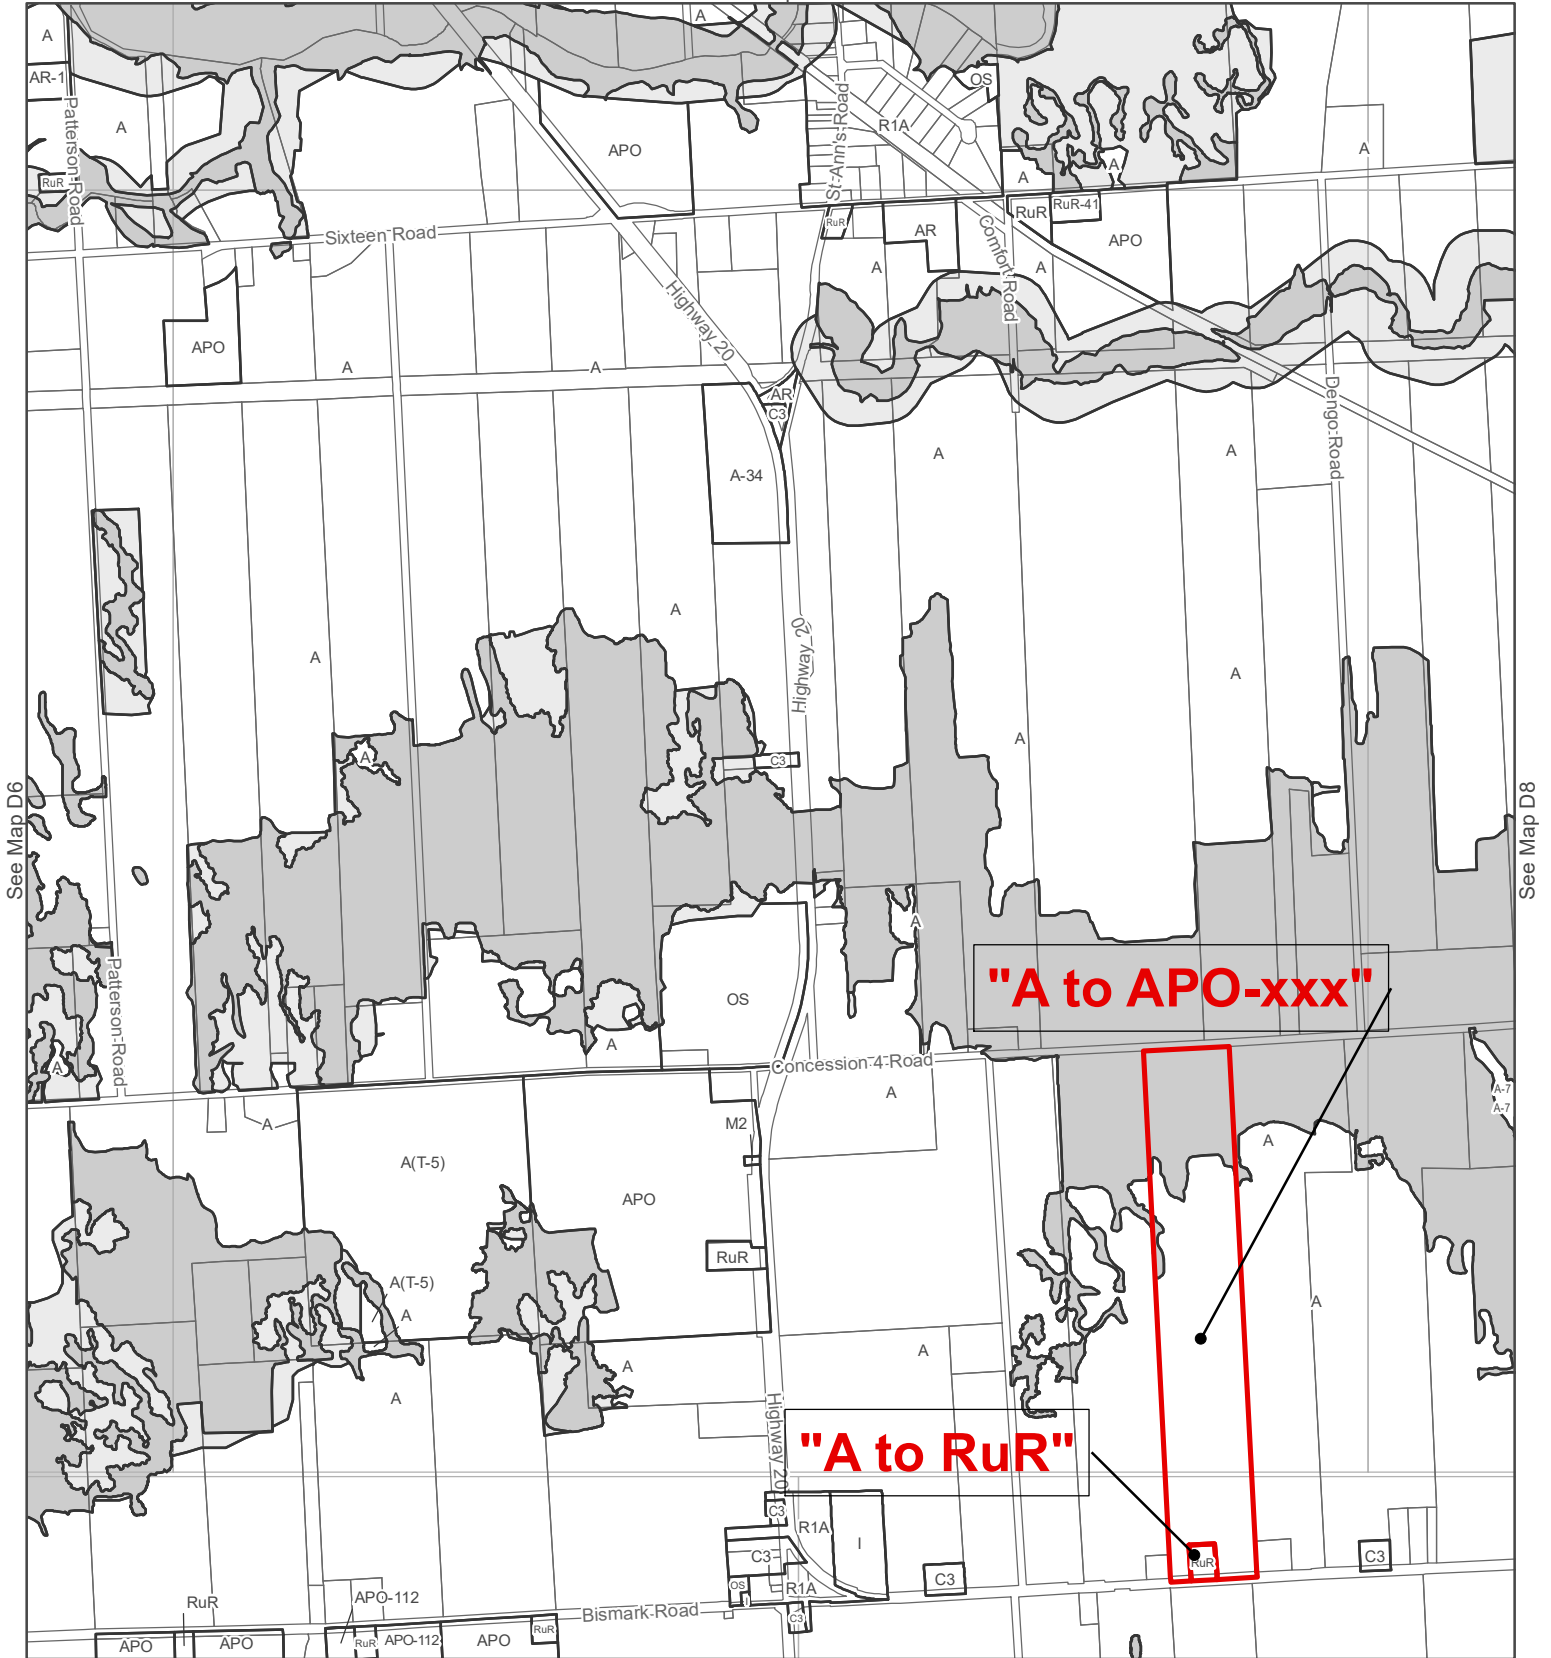 A
A
AR-1
Patterson Road
A
OS
St Ann's Road
R1A
APO
A
A
A
RuR
RuR
RuR-41
RuR
AR
APO
Sixteen Road
Comfort Road
A
A
Highway 20
APO
A
A
AR
C3
Dengo Road
A
A
A-34
A
A
Highway 20
A
A
A
C3
See Map D6
See Map D8
A
Patterson Road
"A to APO-xxx"
OS
A
A
Concession 4 Road
A
A-7
A-7
M2
A
A
A(T-5)
APO
RuR
A(T-5)
A
A
A
A
A
Highway 20
"A to RuR"
C3
R1A
I
C3
C3
RuR
C3
OS
I
R1A
RuR
APO-112
Bismark Road
C3
APO
APO
RuR
APO-112
APO
RuR